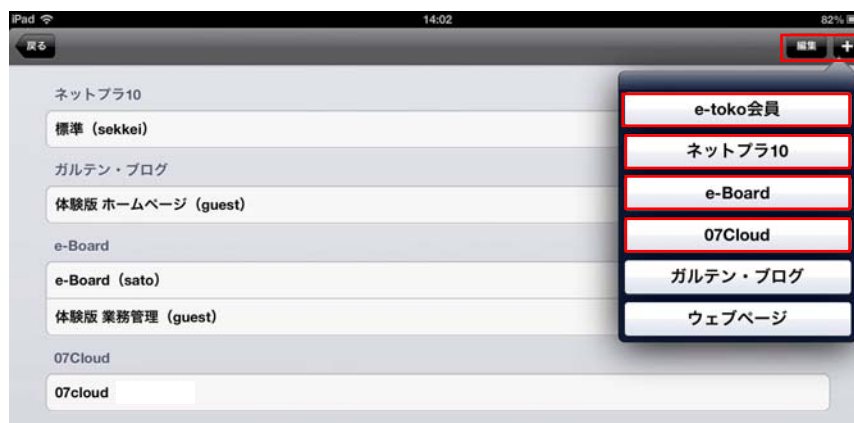 iPad 14:02 82%
戻る 編集 +
ネットプラ10
標準（sekkei）
ガルテン・ブログ
体験版 ホームページ（guest）
e-Board
e-Board（sato）
体験版 業務管理（guest）
07Cloud
07cloud
e-toko会員
ネットプラ10
e-Board
07Cloud
ガルテン・ブログ
ウェブページ